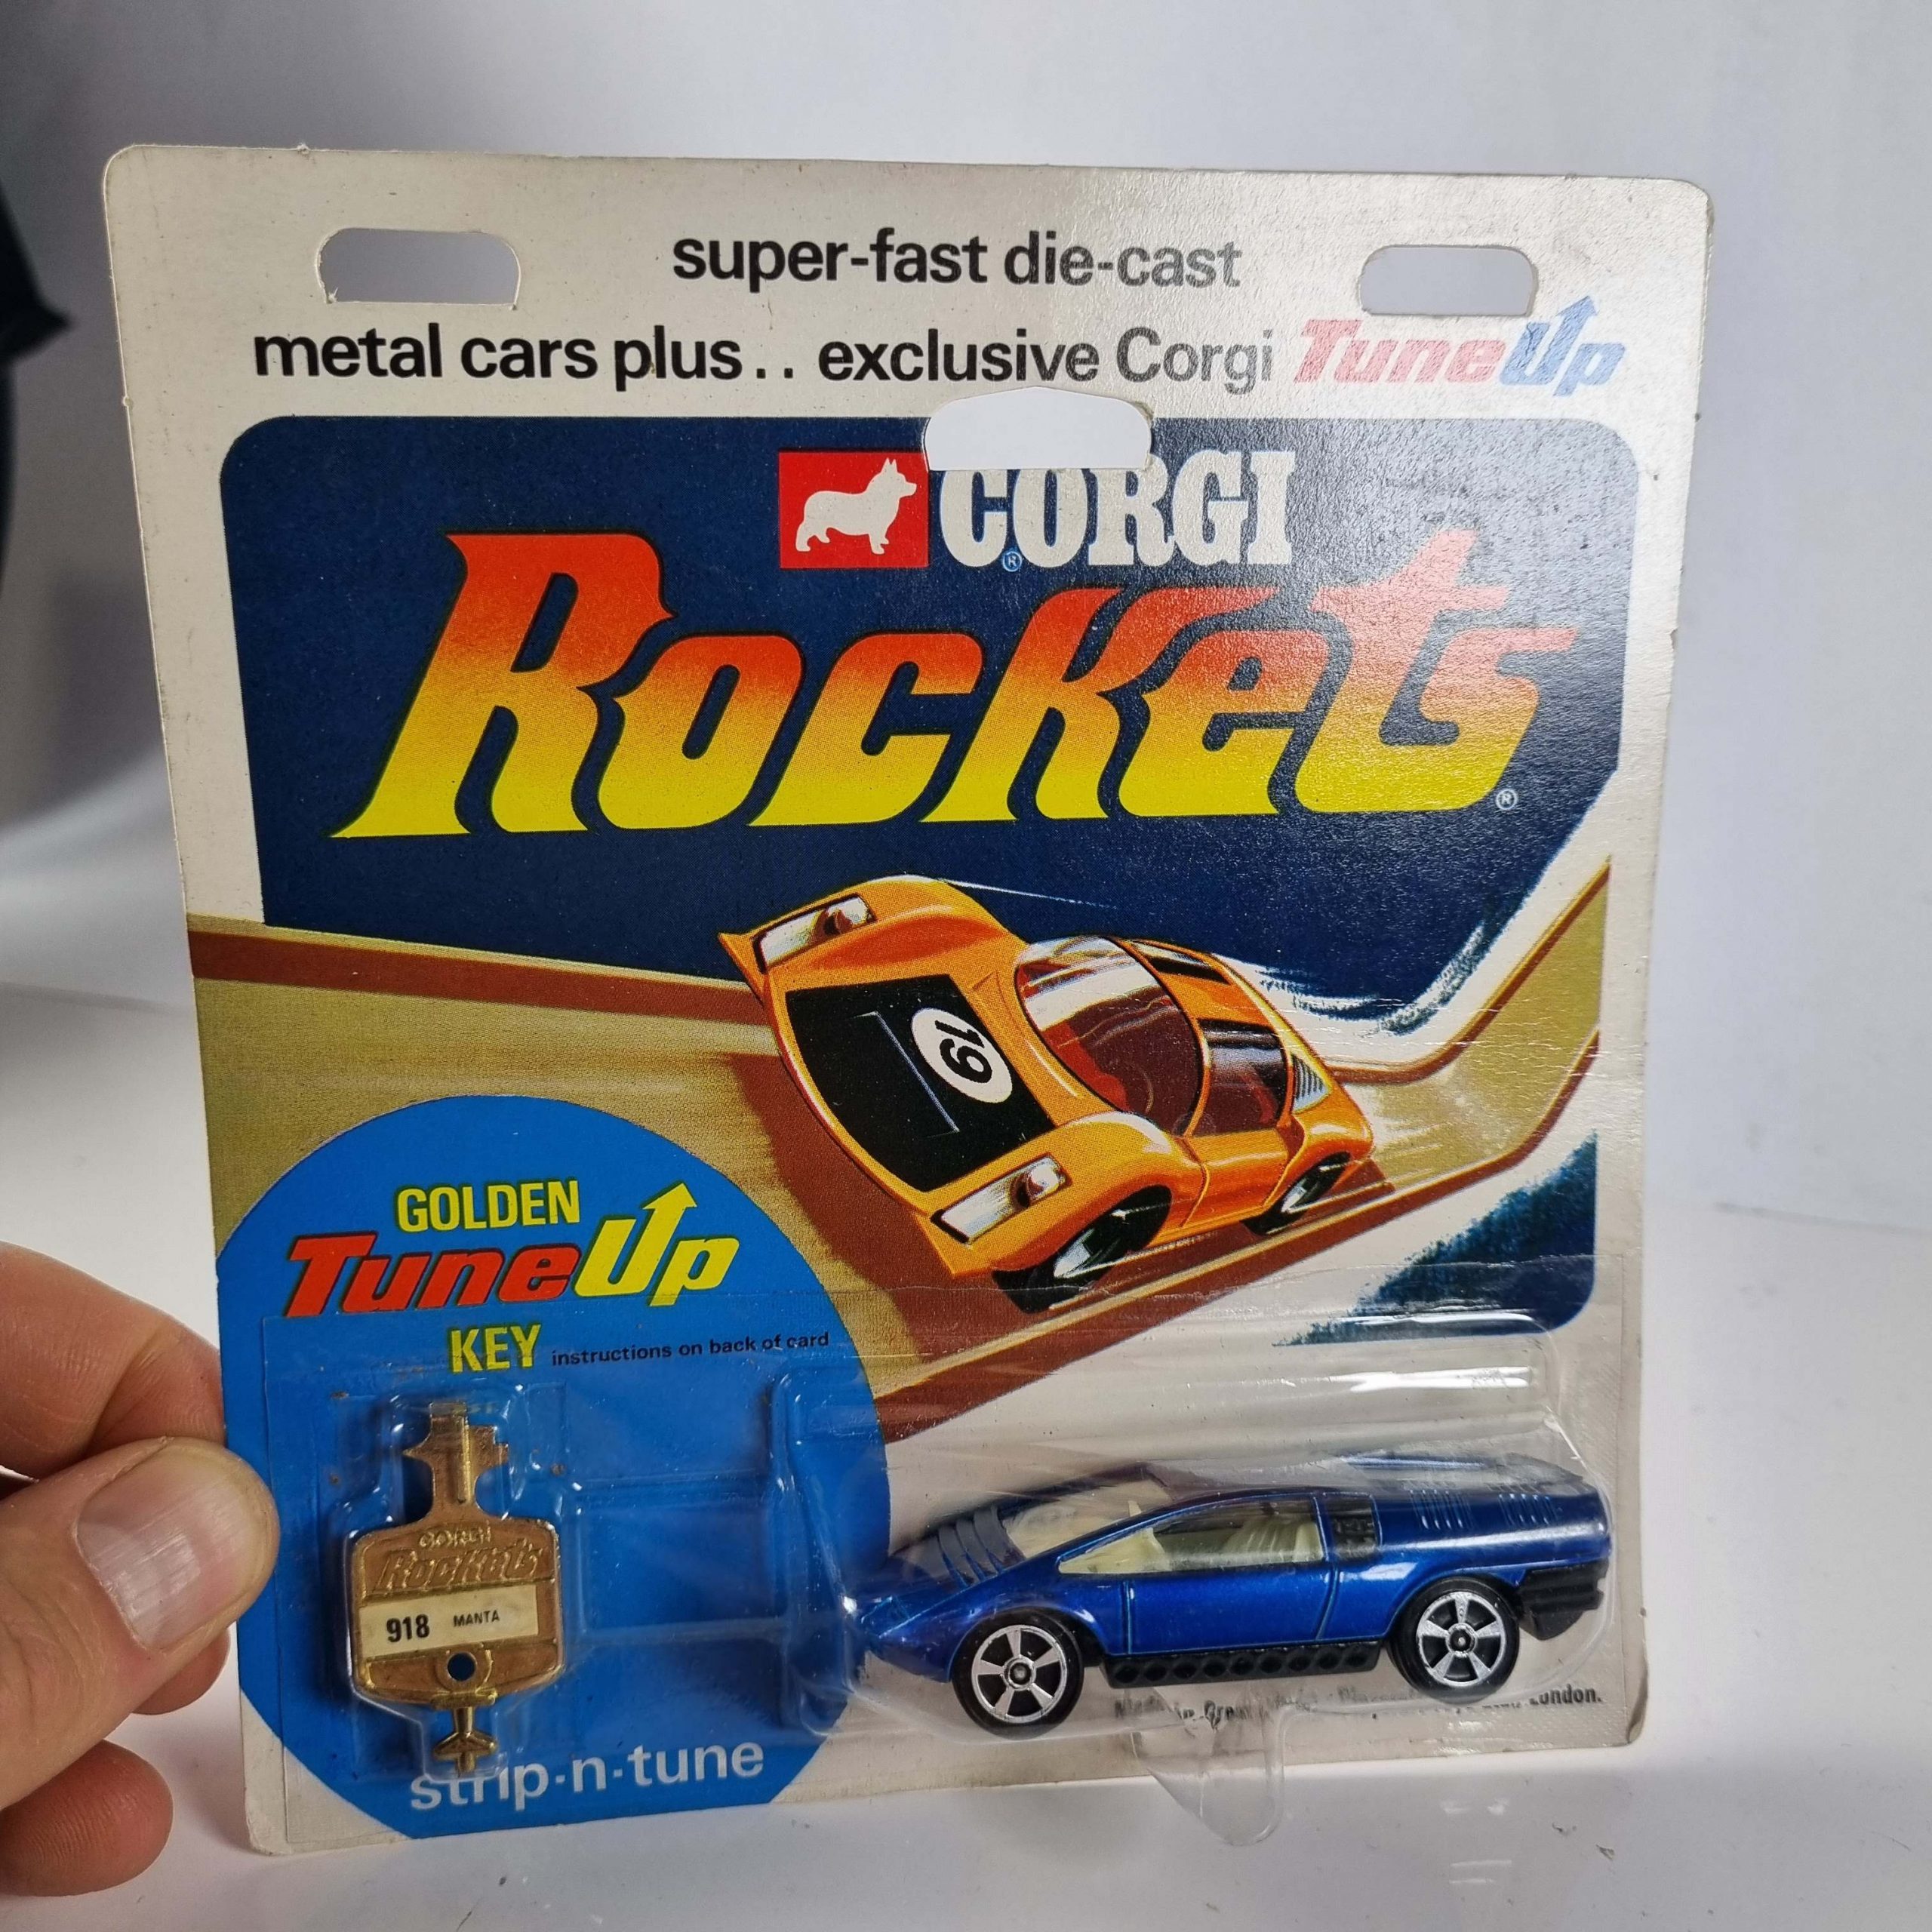 super-fast die-cast
metal cars plus.. exclusive Corgi TuneUp
CORGI®
Rockets®
19
GOLDEN
TuneUp
KEY instructions on back of card
CORGI
Rockets
918 MANTA
London.
strip-n-tune